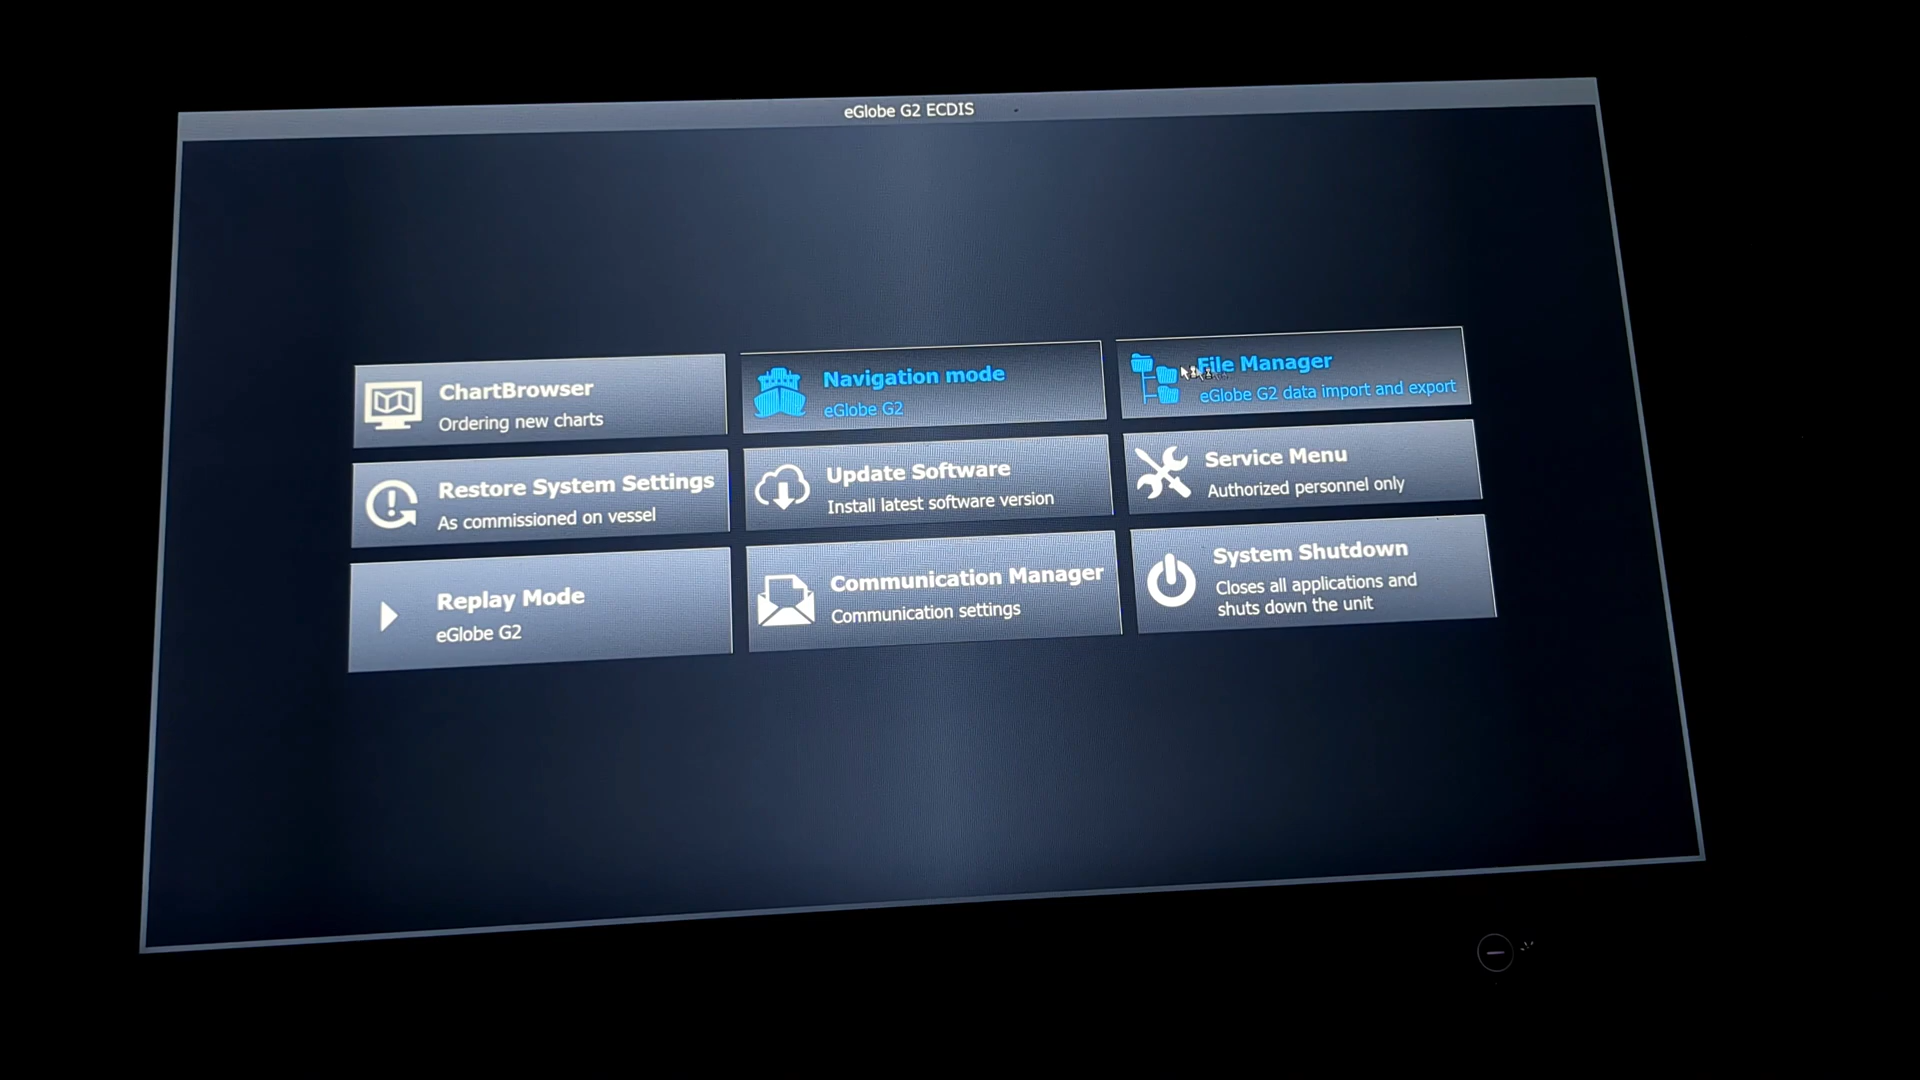 eGlobe G2 ECDIS
ChartBrowser
Ordering new charts
Navigation mode
eGlobe G2
File Manager
eGlobe G2 data import and export
Restore System Settings
As commissioned on vessel
Update Software
Install latest software version
Service Menu
Authorized personnel only
Replay Mode
eGlobe G2
Communication Manager
Communication settings
System Shutdown
Closes all applications and
shuts down the unit